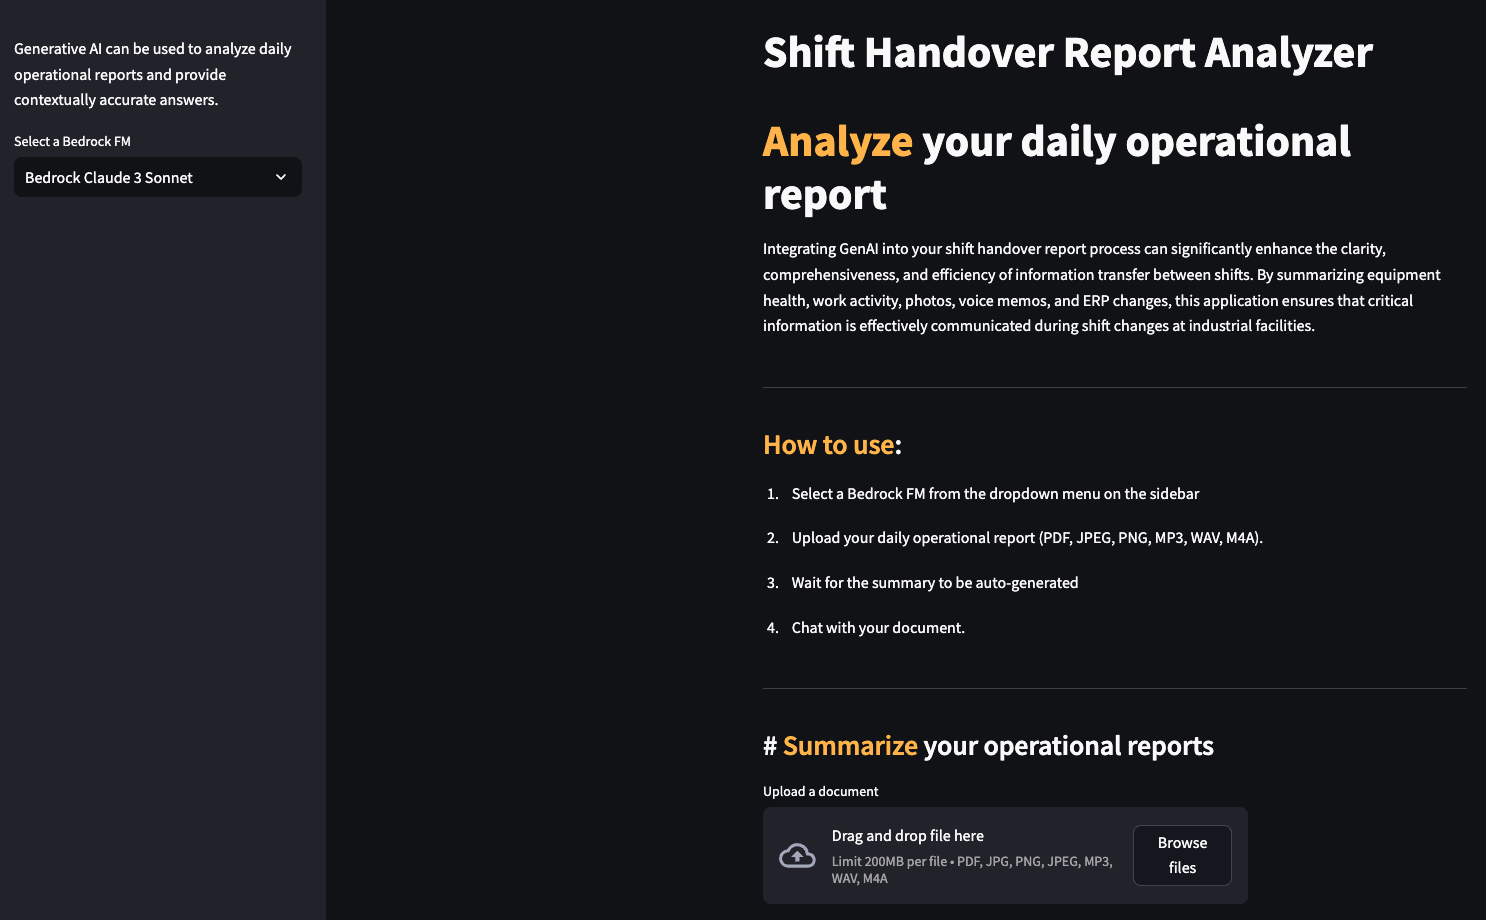 Generative AI can be used to analyze daily
operational reports and provide
contextually accurate answers.
Select a Bedrock FM
Bedrock Claude 3 Sonnet
Shift Handover Report Analyzer
Analyze your daily operational
report
Integrating GenAI into your shift handover report process can significantly enhance the clarity,
comprehensiveness, and efficiency of information transfer between shifts. By summarizing equipment
health, work activity, photos, voice memos, and ERP changes, this application ensures that critical
information is effectively communicated during shift changes at industrial facilities.
How to use:
1. Select a Bedrock FM from the dropdown menu on the sidebar
2. Upload your daily operational report (PDF, JPEG, PNG, MP3, WAV, M4A).
3. Wait for the summary to be auto-generated
4. Chat with your document.
# Summarize your operational reports
Upload a document
Drag and drop file here
Limit 200MB per file • PDF, JPG, PNG, JPEG, MP3,
WAV, M4A
Browse
files